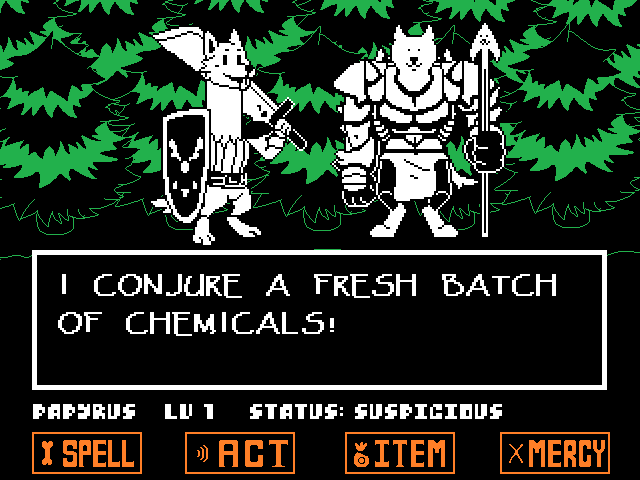 I CONJURE A FRESH BATCH
OF CHEMICALS!
PAPYRUS LV 1 STATUS: SUSPICIOUS
SPELL ACT ITEM MERCY